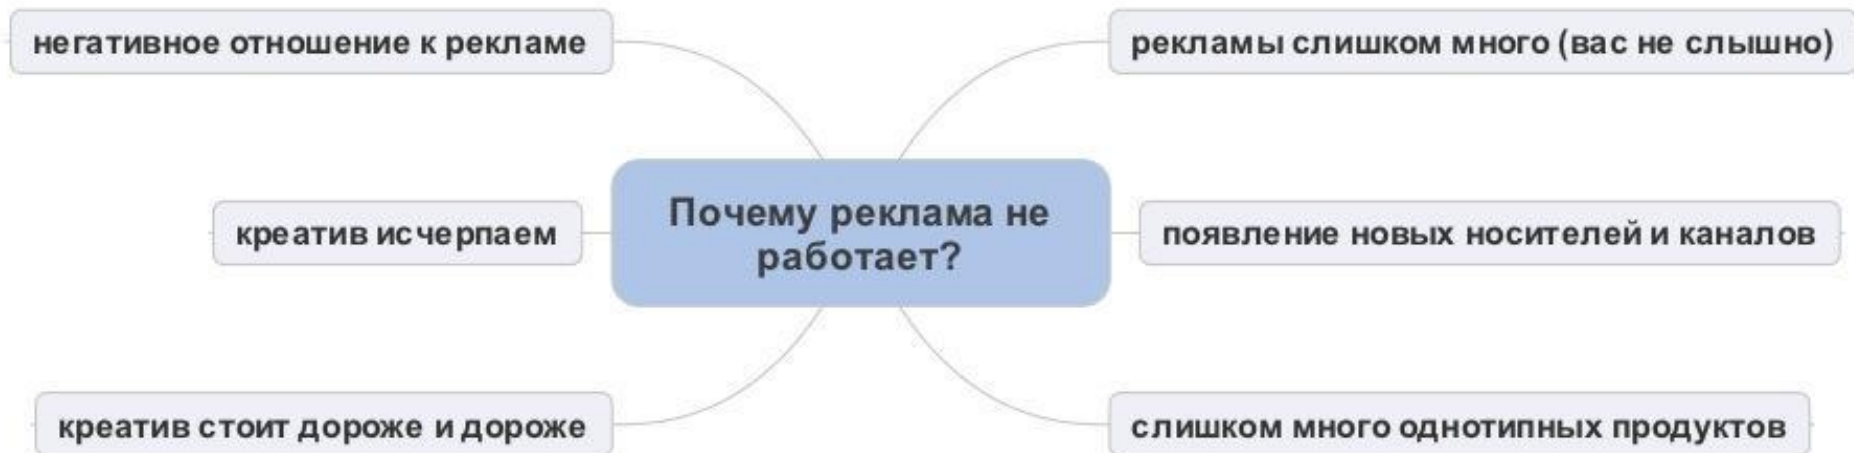 негативное отношение к рекламе
рекламы слишком много (вас не слышно)
креатив исчерпаем
Почему реклама не
работает?
появление новых носителей и каналов
креатив стоит дороже и дороже
слишком много однотипных продуктов